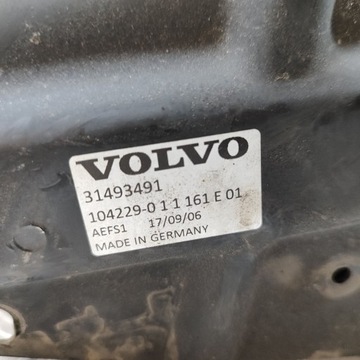 VOLVO
31493491
104229-0 1 1 161 E 01
AEFS1 17/09/06
MADE IN GERMANY